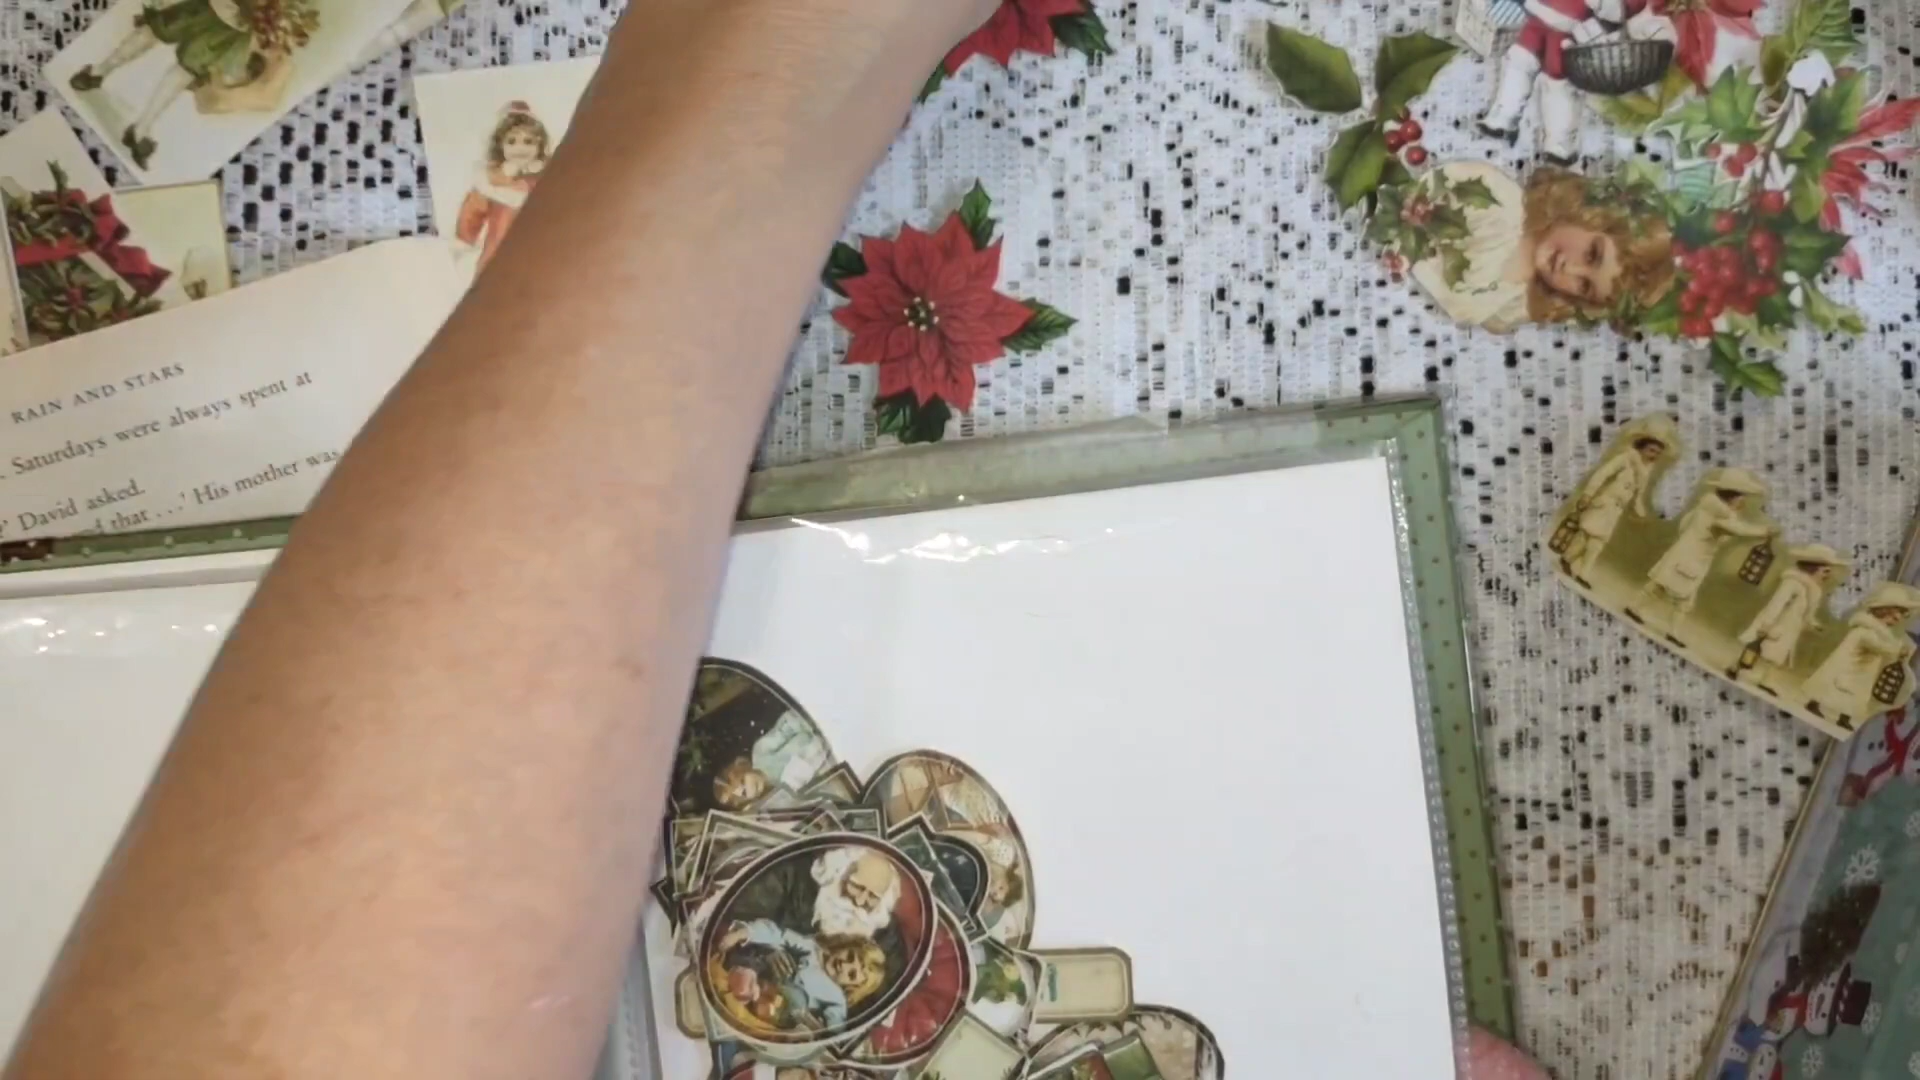 RAIN AND STARS
. Saturdays were always spent at
' David asked.
that . . .' His mother was